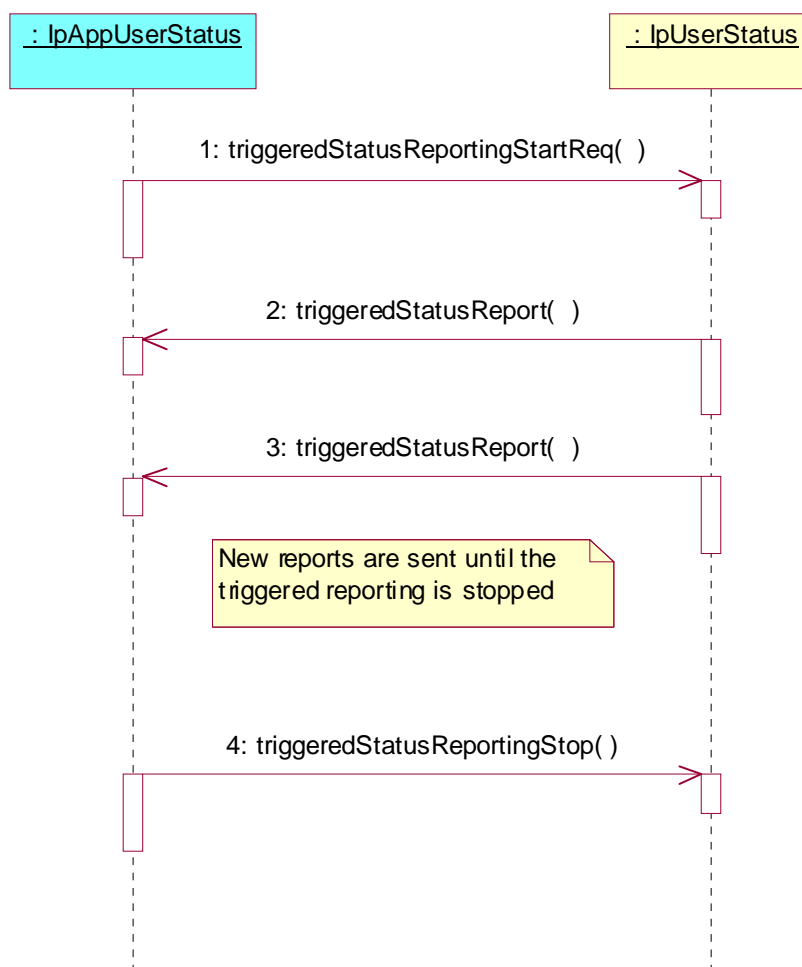 : IpAppUserStatus
: IpUserStatus
1: triggeredStatusReportingStartReq( )
2: triggeredStatusReport( )
3: triggeredStatusReport( )
New reports are sent until the
triggered reporting is stopped
4: triggeredStatusReportingStop( )